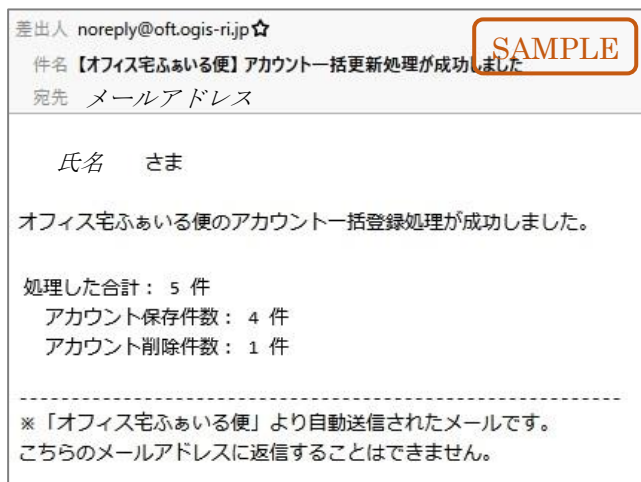 差出人 noreply@oft.ogis-ri.jp☆
SAMPLE
件名【オフィス宅ふぁいる便】アカウント一括更新処理が成功しました
宛先 メールアドレス
氏名 さま
オフィス宅ふぁいる便のアカウント一括登録処理が成功しました。
処理した合計： 5 件
アカウント保存件数： 4 件
アカウント削除件数： 1 件
------------------------------------------------------------
※「オフィス宅ふぁいる便」より自動送信されたメールです。
こちらのメールアドレスに返信することはできません。